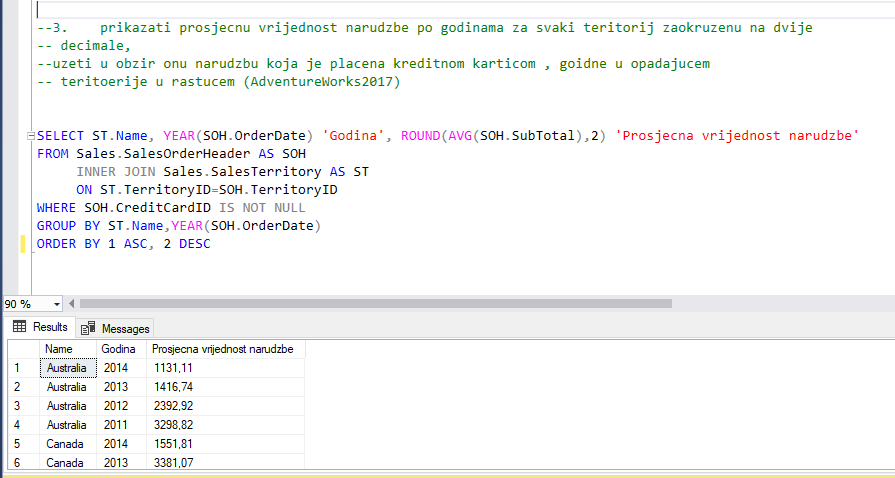 --3. prikazati prosjecnu vrijednost narudzbe po godinama za svaki teritorij zaokruzenu na dvije
-- decimale,
--uzeti u obzir onu narudzbu koja je placena kreditnom karticom , goidne u opadajucem
-- teritoerije u rastucem (AdventureWorks2017)
SELECT ST.Name, YEAR(SOH.OrderDate) 'Godina', ROUND(AVG(SOH.SubTotal),2) 'Prosjecna vrijednost narudzbe'
FROM Sales.SalesOrderHeader AS SOH
INNER JOIN Sales.SalesTerritory AS ST
ON ST.TerritoryID=SOH.TerritoryID
WHERE SOH.CreditCardID IS NOT NULL
GROUP BY ST.Name,YEAR(SOH.OrderDate)
ORDER BY 1 ASC, 2 DESC
90 %
Results Messages
Name Godina Prosjecna vrijednost narudzbe
1 Australia 2014 1131,11
2 Australia 2013 1416,74
3 Australia 2012 2392,92
4 Australia 2011 3298,82
5 Canada 2014 1551,81
6 Canada 2013 3381,07